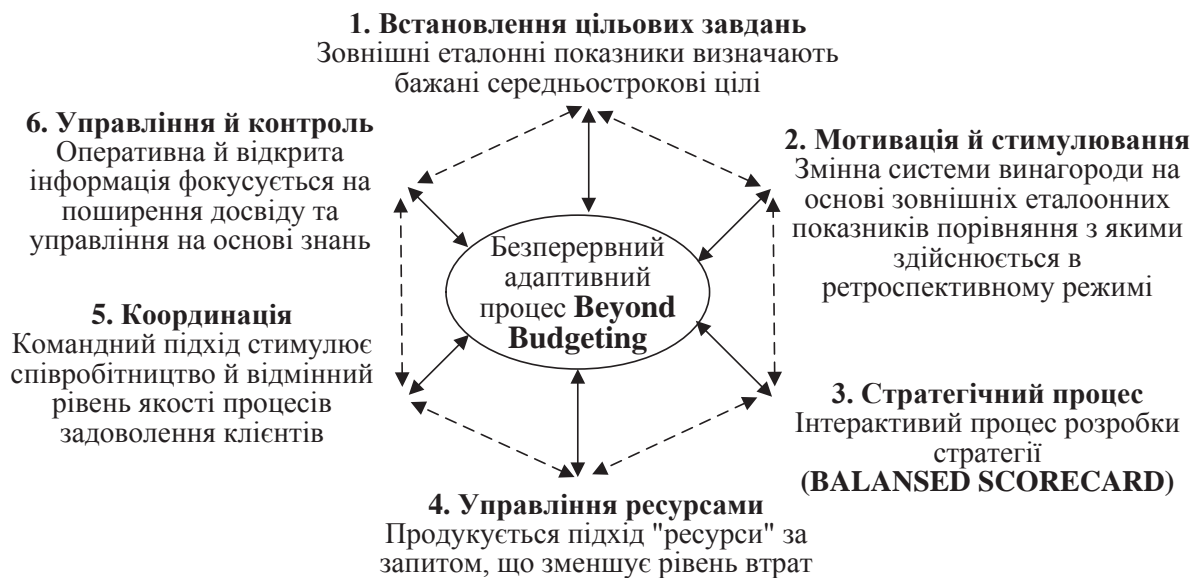 1. Встановлення цільових завдань
Зовнішні еталонні показники визначають
бажані середньострокові цілі
2. Мотивація й стимулювання
Змінна системи винагороди на
основі зовнішніх еталоонних
показників порівняння з якими
здійснюється в
ретроспективному режимі
3. Стратегічний процес
Інтерактивий процес розробки
стратегії
(BALANSED SCORECARD)
4. Управління ресурсами
Продукується підхід "ресурси" за
запитом, що зменшує рівень втрат
5. Координація
Командний підхід стимулює
співробітництво й відмінний
рівень якості процесів
задоволення клієнтів
6. Управління й контроль
Оперативна й відкрита
інформація фокусується на
поширення досвіду та
управління на основі знань
Безперервний
адаптивний
процес Beyond
Budgeting